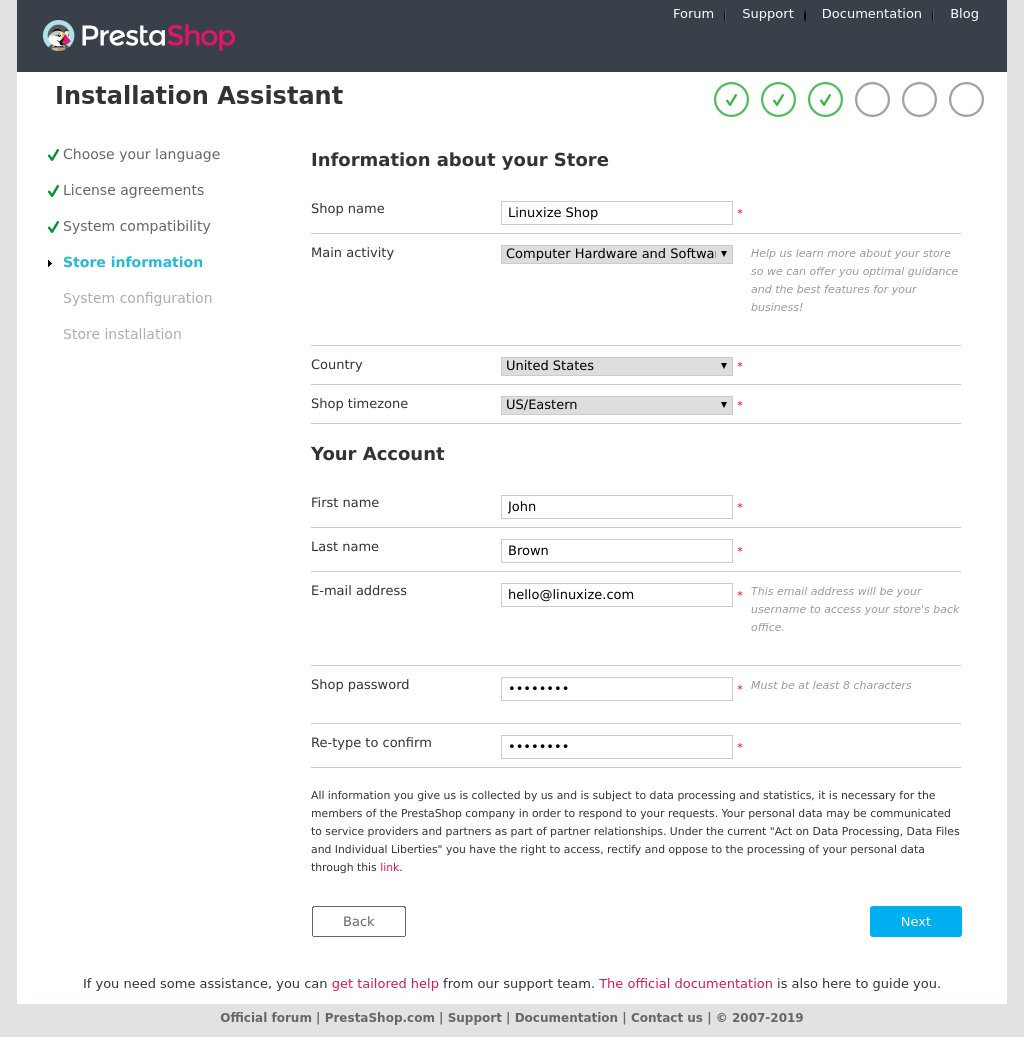 Forum | Support | Documentation | Blog
PrestaShop
Installation Assistant
Choose your language
License agreements
System compatibility
Store information
System configuration
Store installation
Information about your Store
Shop name
Linuxize Shop *
Main activity
Computer Hardware and Softwa
Help us learn more about your store
so we can offer you optimal guidance
and the best features for your
business!
Country
United States *
Shop timezone
US/Eastern *
Your Account
First name
John *
Last name
Brown *
E-mail address
hello@linuxize.com *
This email address will be your
username to access your store's back
office.
Shop password
•••••••• *
Must be at least 8 characters
Re-type to confirm
•••••••• *
All information you give us is collected by us and is subject to data processing and statistics, it is necessary for the
members of the PrestaShop company in order to respond to your requests. Your personal data may be communicated
to service providers and partners as part of partner relationships. Under the current "Act on Data Processing, Data Files
and Individual Liberties" you have the right to access, rectify and oppose to the processing of your personal data
through this link.
Back
Next
If you need some assistance, you can get tailored help from our support team. The official documentation is also here to guide you.
Official forum | PrestaShop.com | Support | Documentation | Contact us | © 2007-2019